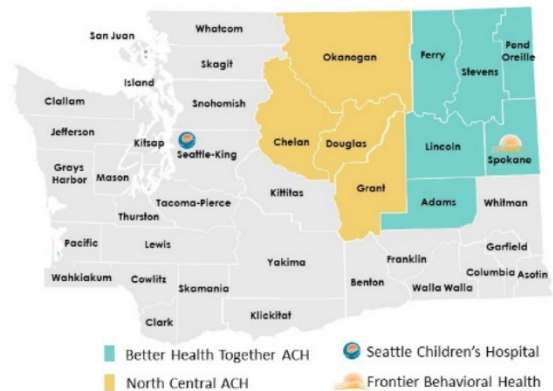 Whatcom
San Juan
Okanogan
Ferry
Pend
Oreille
Stevens
Skagit
Island
Snohomish
Clallam
Jefferson
Kitsap
Seattle-King
Chelan
Douglas
Lincoln
Spokane
Grays
Harbor
Mason
Grant
Kittitas
Adams
Whitman
Tacoma-Pierce
Thurston
Pacific
Lewis
Yakima
Franklin
Garfield
Wahkiakum
Cowlitz
Skamania
Benton
Columbia
Asotin
Walla Walla
Klickitat
Clark
Better Health Together ACH
Seattle Children's Hospital
North Central ACH
Frontier Behavioral Health